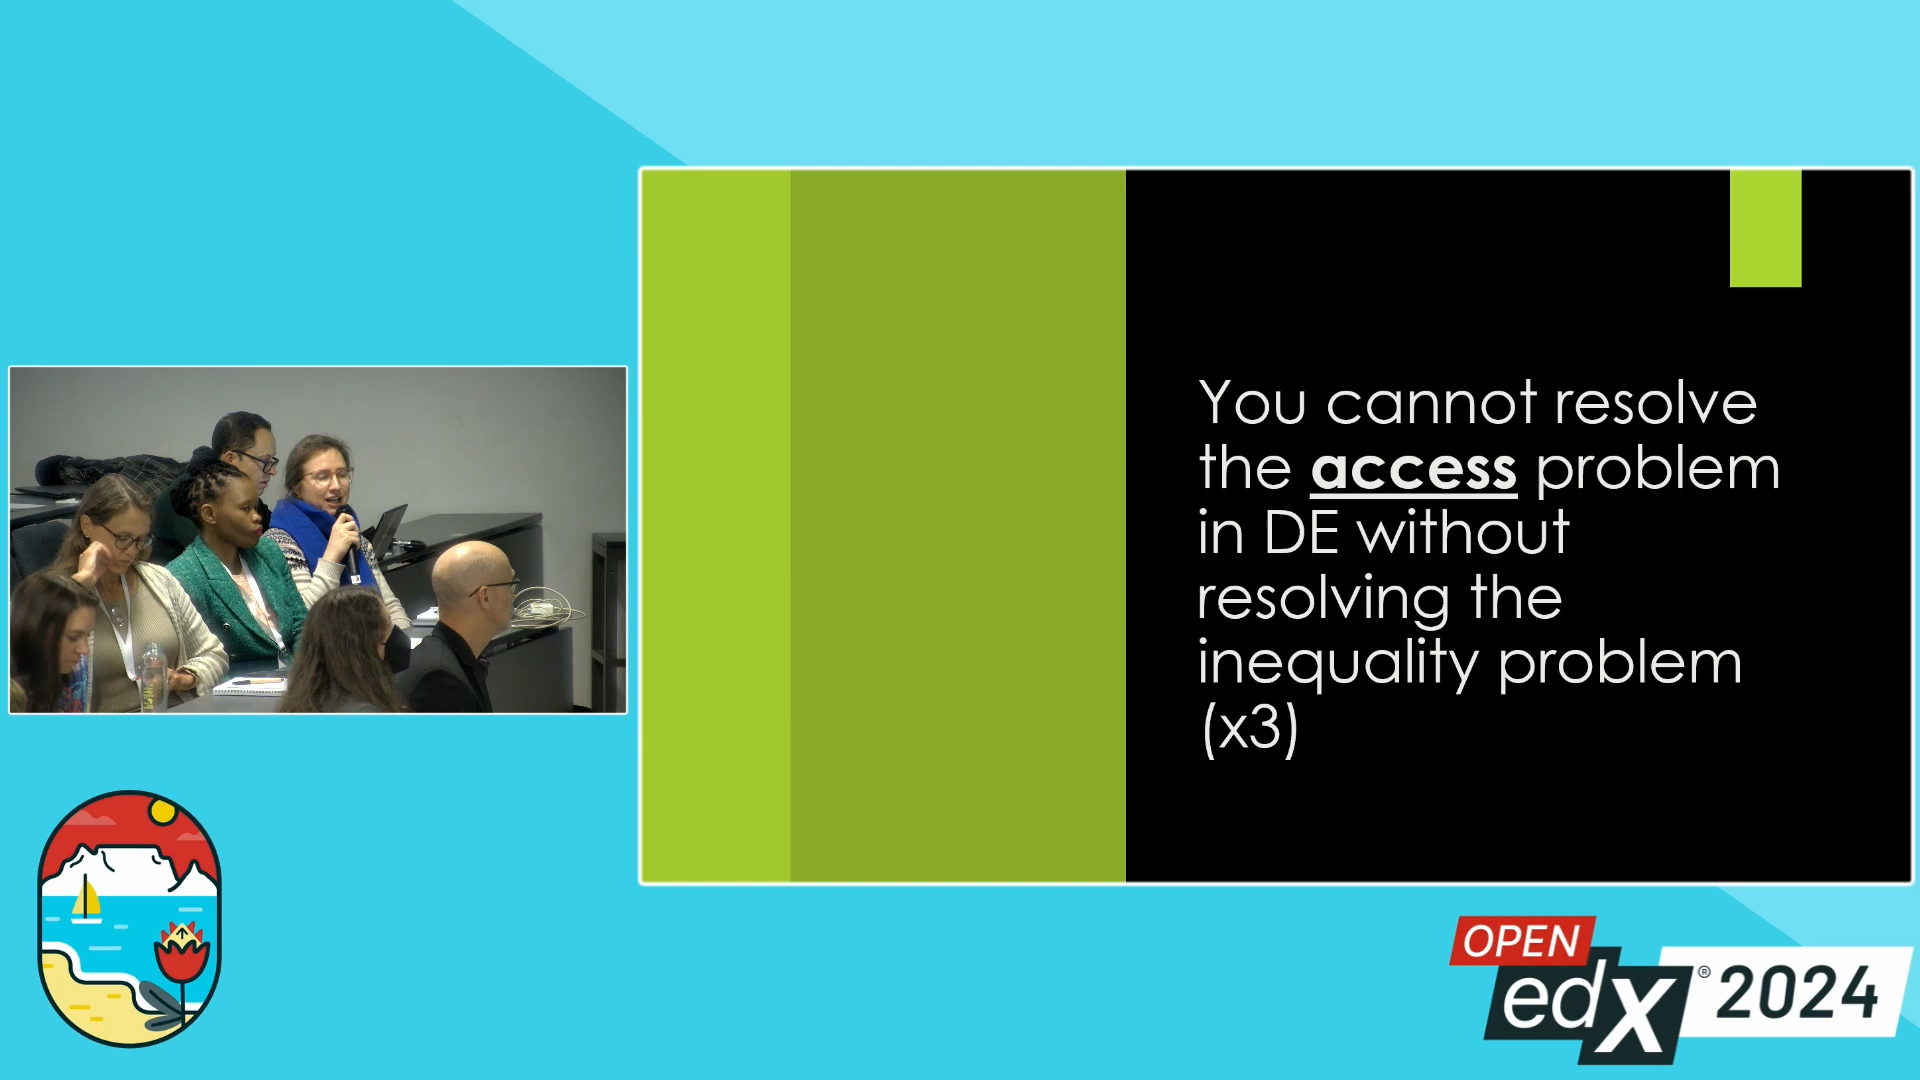 You cannot resolve
the access problem
in DE without
resolving the
inequality problem
(x3)
OPEN
edX® 2024